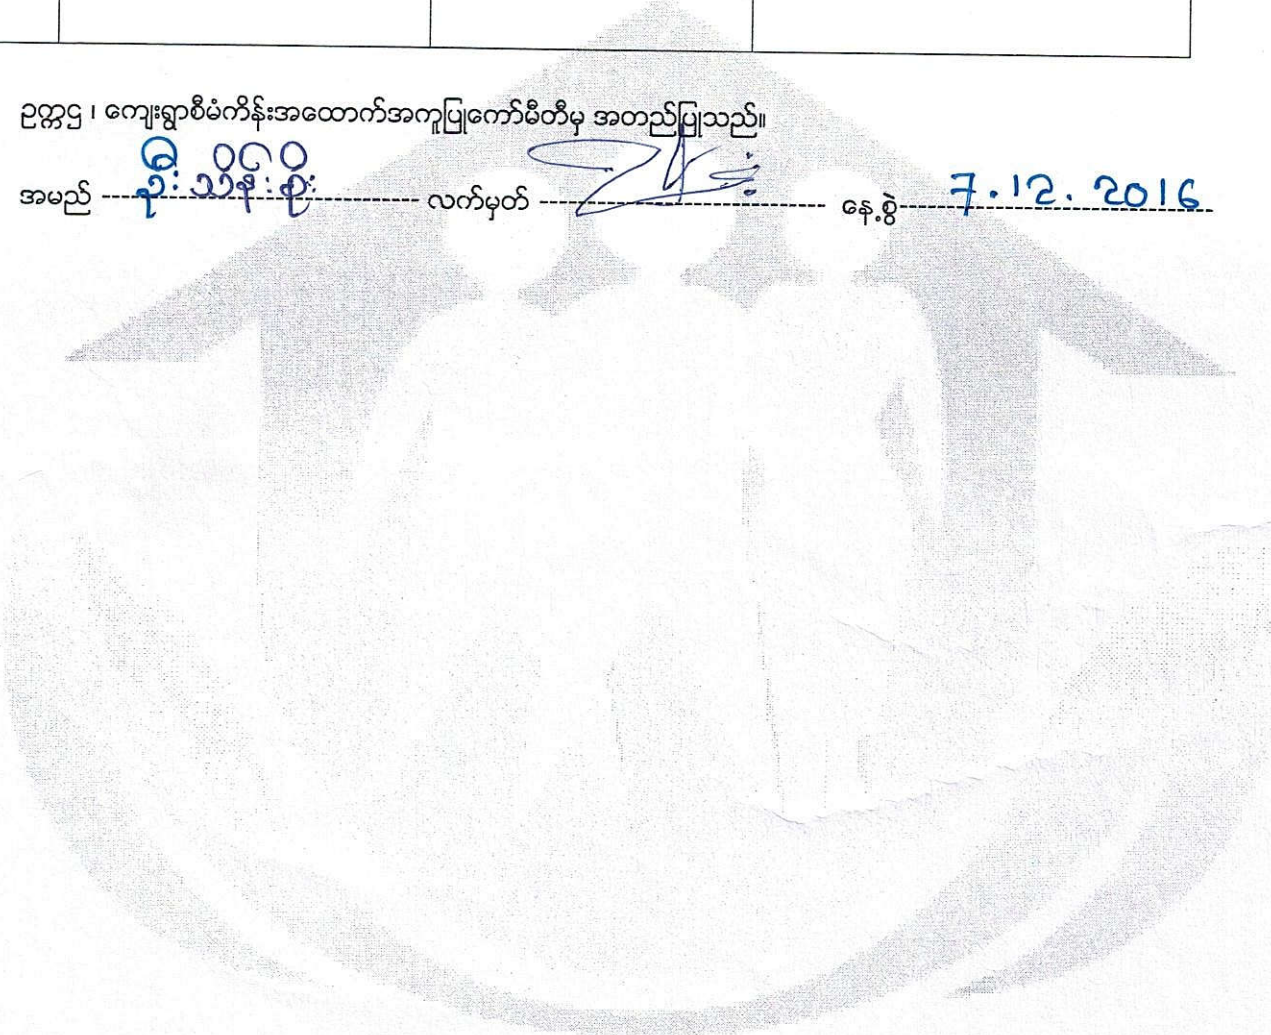 ဥက္ကဌ ၊ ကျေးရွာစီမံကိန်းအထောက်အကူပြုကော်မီတီမှ အတည်ပြုသည်။
အမည် ဦးသိန်းစိုး လက်မှတ် နေ့စွဲ 7.12.2016